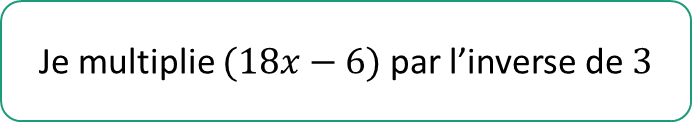 Je multiplie (18x − 6) par l’inverse de 3